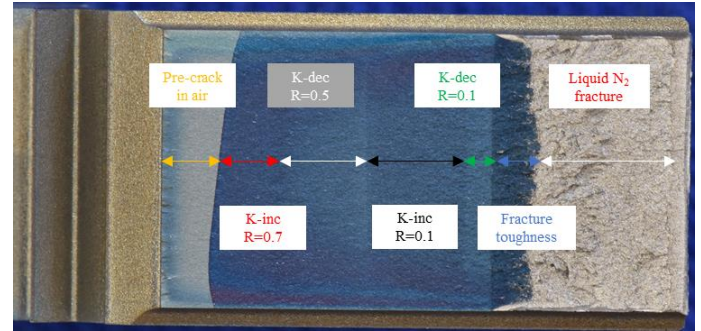 Pre-crack
in air
K-dec
R=0.5
K-dec
R=0.1
Liquid N₂
fracture
K-inc
R=0.7
K-inc
R=0.1
Fracture
toughness